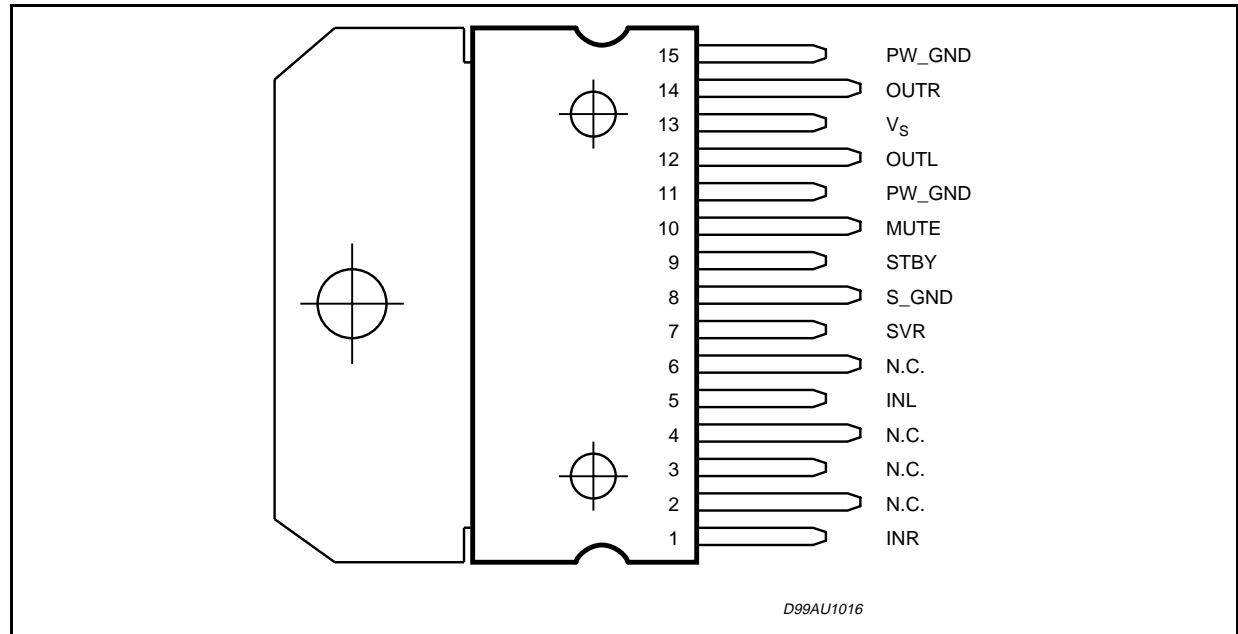 15 PW_GND
14 OUTR
13 VS
12 OUTL
11 PW_GND
10 MUTE
9 STBY
8 S_GND
7 SVR
6 N.C.
5 INL
4 N.C.
3 N.C.
2 N.C.
1 INR
D99AU1016